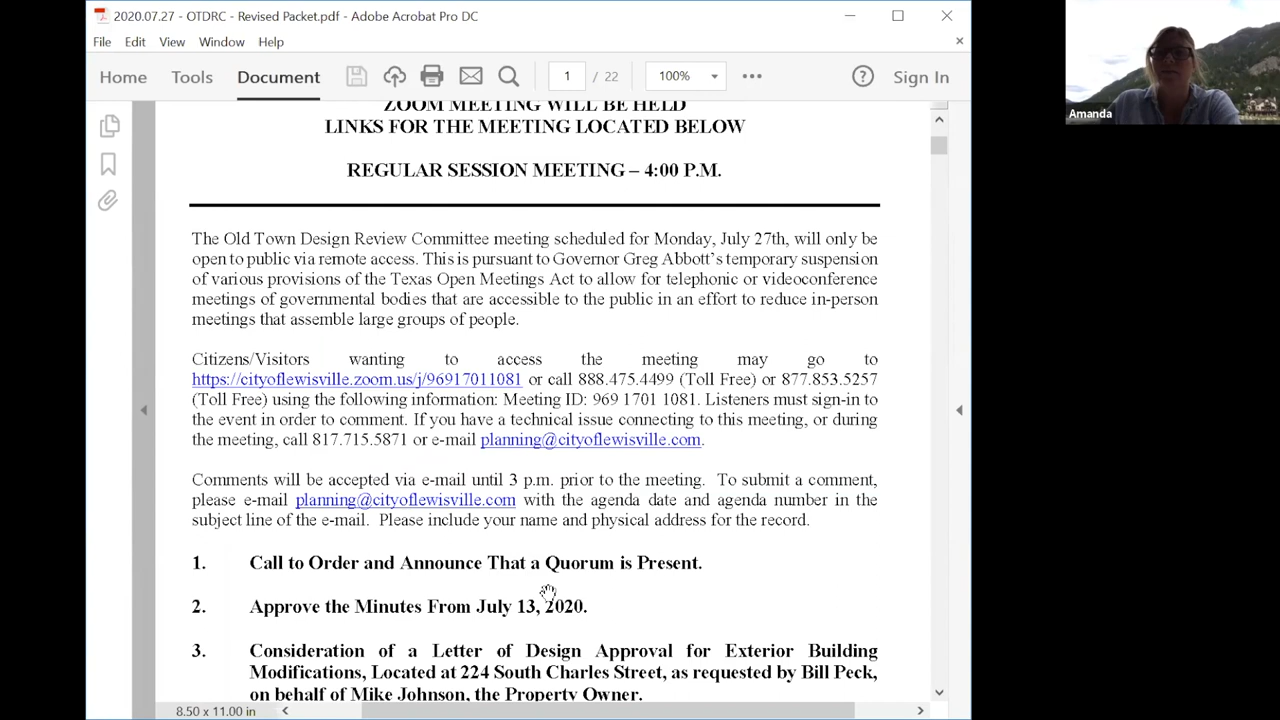 2020.07.27 - OTDRC - Revised Packet.pdf - Adobe Acrobat Pro DC
File Edit View Window Help
Home Tools Document 1 / 22 100% Sign In
ZOOM MEETING WILL BE HELD
LINKS FOR THE MEETING LOCATED BELOW
REGULAR SESSION MEETING – 4:00 P.M.
The Old Town Design Review Committee meeting scheduled for Monday, July 27th, will only be
open to public via remote access. This is pursuant to Governor Greg Abbott's temporary suspension
of various provisions of the Texas Open Meetings Act to allow for telephonic or videoconference
meetings of governmental bodies that are accessible to the public in an effort to reduce in-person
meetings that assemble large groups of people.
Citizens/Visitors wanting to access the meeting may go to
https://cityoflewisville.zoom.us/j/96917011081 or call 888.475.4499 (Toll Free) or 877.853.5257
(Toll Free) using the following information: Meeting ID: 969 1701 1081. Listeners must sign-in to
the event in order to comment. If you have a technical issue connecting to this meeting, or during
the meeting, call 817.715.5871 or e-mail planning@cityoflewisville.com.
Comments will be accepted via e-mail until 3 p.m. prior to the meeting. To submit a comment,
please e-mail planning@cityoflewisville.com with the agenda date and agenda number in the
subject line of the e-mail. Please include your name and physical address for the record.
1. Call to Order and Announce That a Quorum is Present.
2. Approve the Minutes From July 13, 2020.
3. Consideration of a Letter of Design Approval for Exterior Building
Modifications, Located at 224 South Charles Street, as requested by Bill Peck,
on behalf of Mike Johnson, the Property Owner.
8.50 x 11.00 in
Amanda